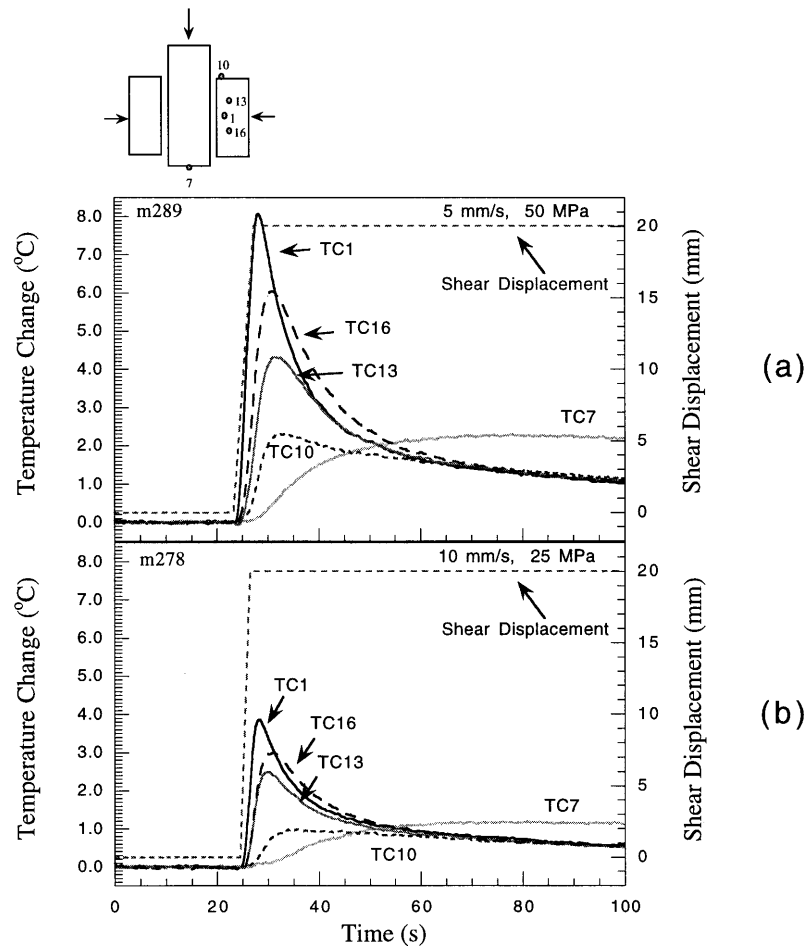 10
13
1
16
7
m289
5 mm/s, 50 MPa
8.0
7.0
6.0
5.0
4.0
3.0
2.0
1.0
0.0
Temperature Change (°C)
TC1
TC16
TC13
TC10
TC7
Shear Displacement
20
15
10
5
0
Shear Displacement (mm)
(a)
m278
10 mm/s, 25 MPa
8.0
7.0
6.0
5.0
4.0
3.0
2.0
1.0
0.0
Temperature Change (°C)
TC1
TC16
TC13
TC10
TC7
Shear Displacement
20
15
10
5
0
Shear Displacement (mm)
(b)
0 20 40 60 80 100
Time (s)